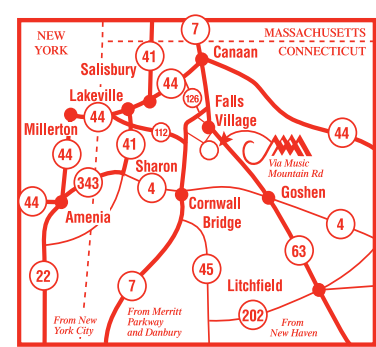 NEW
YORK
7
MASSACHUSETTS
CONNECTICUT
41
Canaan
Salisbury
44
Lakeville
126
Falls
Village
44
Millerton
112
41
44
Via Music
Mountain Rd
44
Sharon
343
4
Goshen
44
Amenia
Cornwall
Bridge
4
22
7
45
63
Litchfield
202
From New
York City
From Merritt
Parkway
and Danbury
From
New Haven